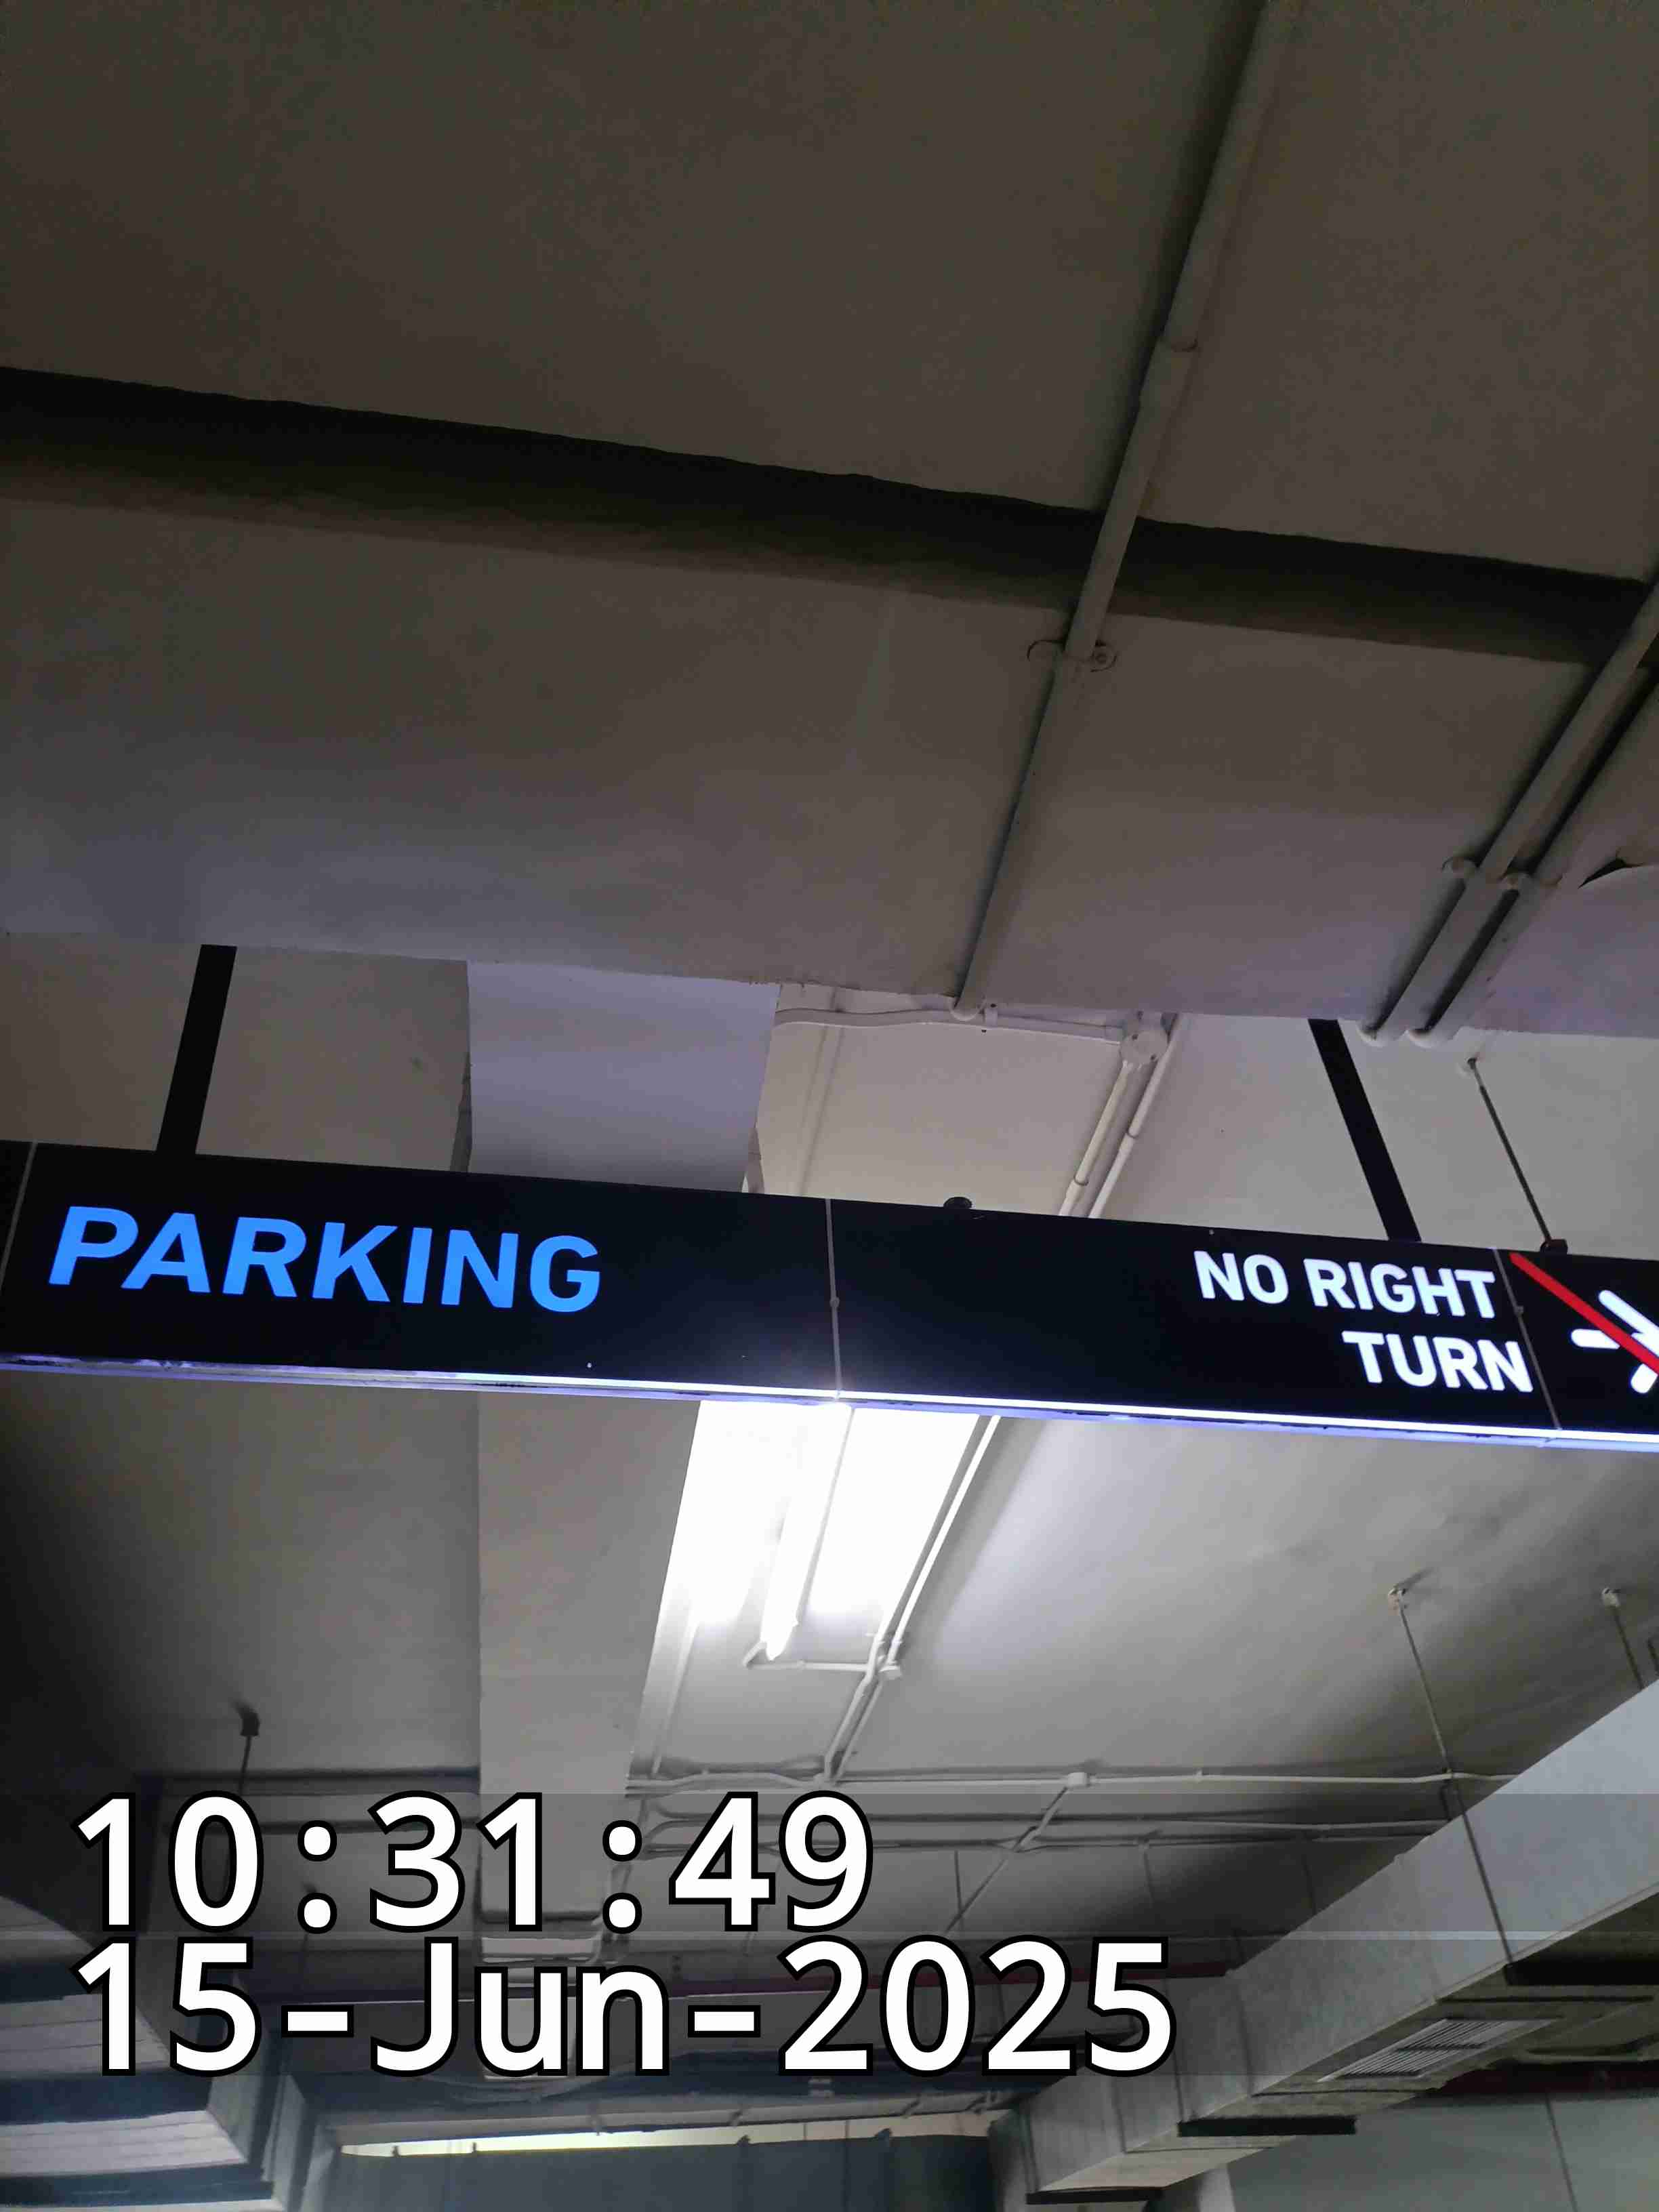 PARKING
NO RIGHT
TURN
10:31:49
15-Jun-2025